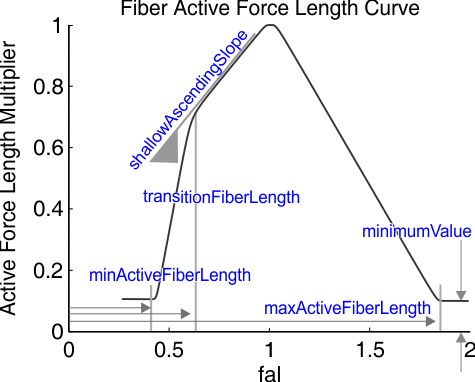 Fiber Active Force Length Curve
Active Force Length Multiplier
1
0.8
0.6
0.4
0.2
0
shallowAscendingSlope
transitionFiberLength
minimumValue
minActiveFiberLength
maxActiveFiberLength
0
0.5
1
1.5
2
fal